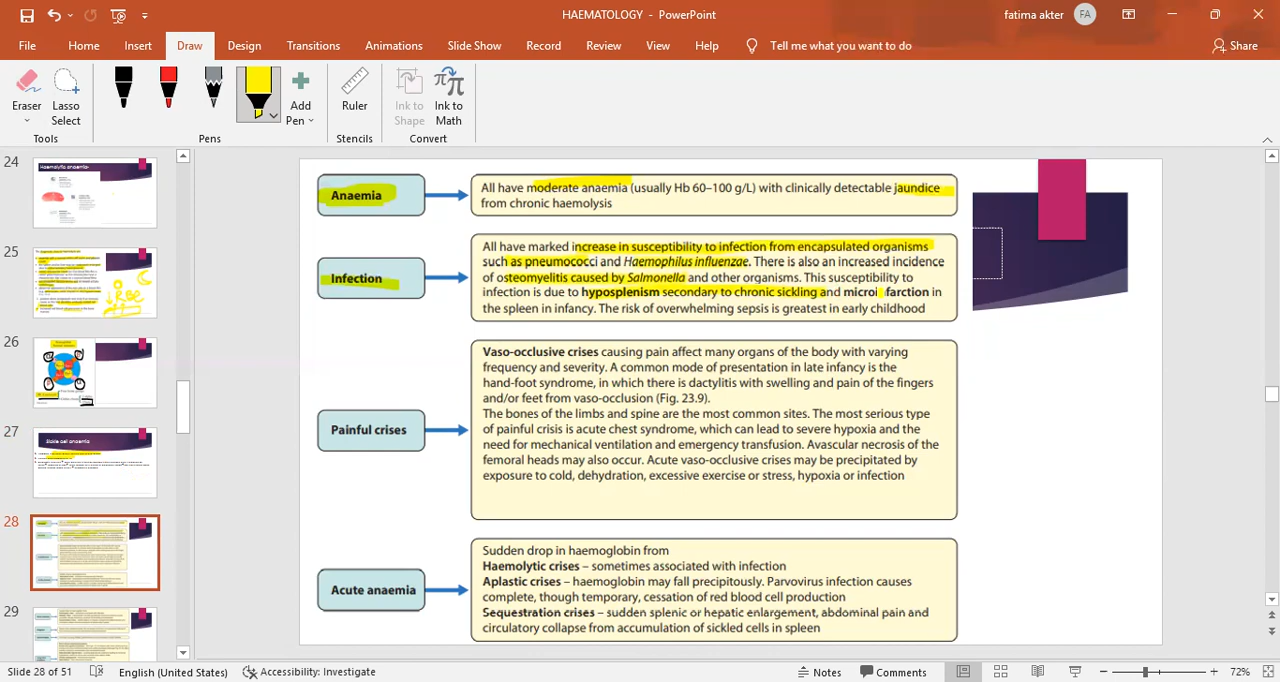 HAEMATOLOGY - PowerPoint
fatima akter
FA
File
Home
Insert
Draw
Design
Transitions
Animations
Slide Show
Record
Review
View
Help
Tell me what you want to do
Share
Eraser
Lasso
Select
Add
Pen
Ruler
Ink to
Shape
Ink to
Math
Tools
Pens
Stencils
Convert
24
Haemolytic anaemia-
25
26
27
Sickle cell anaemia
28
29
Anaemia
All have moderate anaemia (usually Hb 60–100 g/L) with clinically detectable jaundice
from chronic haemolysis
Infection
All have marked increase in susceptibility to infection from encapsulated organisms
such as pneumococci and Haemophilus influenzae. There is also an increased incidence
of osteomyelitis caused by Salmonella and other organisms. This susceptibility to
infection is due to hyposplenism secondary to chronic sickling and microinfarction in
the spleen in infancy. The risk of overwhelming sepsis is greatest in early childhood
Painful crises
Vaso-occlusive crises causing pain affect many organs of the body with varying
frequency and severity. A common mode of presentation in late infancy is the
hand-foot syndrome, in which there is dactylitis with swelling and pain of the fingers
and/or feet from vaso-occlusion (Fig. 23.9).
The bones of the limbs and spine are the most common sites. The most serious type
of painful crisis is acute chest syndrome, which can lead to severe hypoxia and the
need for mechanical ventilation and emergency transfusion. Avascular necrosis of the
femoral heads may also occur. Acute vaso-occlusive crises may be precipitated by
exposure to cold, dehydration, excessive exercise or stress, hypoxia or infection
Acute anaemia
Sudden drop in haemoglobin from
Haemolytic crises – sometimes associated with infection
Aplastic crises – haemoglobin may fall precipitously. Parvovirus infection causes
complete, though temporary, cessation of red blood cell production
Sequestration crises – sudden splenic or hepatic enlargement, abdominal pain and
circulatory collapse from accumulation of sickled cells in spleen
Slide 28 of 51
English (United States)
Accessibility: Investigate
Notes
Comments
72%